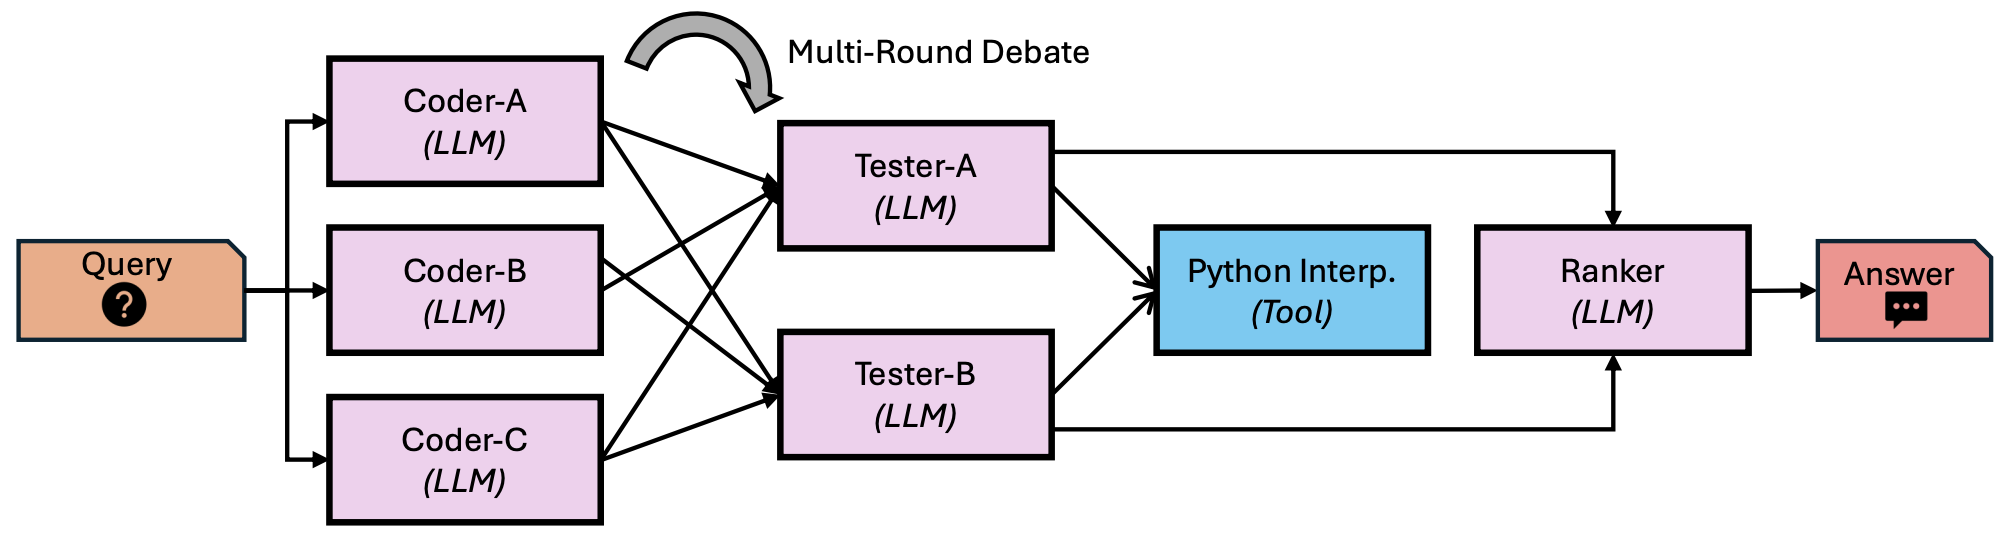 Multi-Round Debate
Coder-A
(LLM)
Tester-A
(LLM)
Query
?
Coder-B
(LLM)
Python Interp.
(Tool)
Ranker
(LLM)
Answer
Tester-B
(LLM)
Coder-C
(LLM)